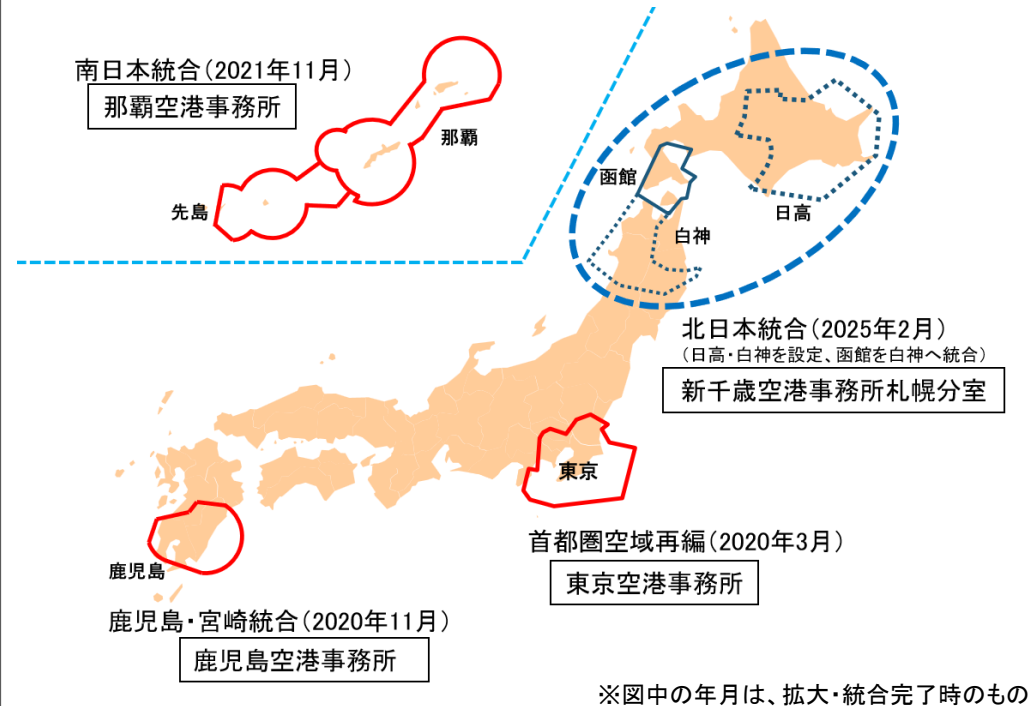 南日本統合(2021年11月)
那覇空港事務所
那覇
先島
函館
日高
白神
北日本統合(2025年2月)
(日高・白神を設定、函館を白神へ統合)
新千歳空港事務所札幌分室
東京
首都圏空域再編(2020年3月)
東京空港事務所
鹿児島
鹿児島・宮崎統合(2020年11月)
鹿児島空港事務所
※図中の年月は、拡大・統合完了時のもの